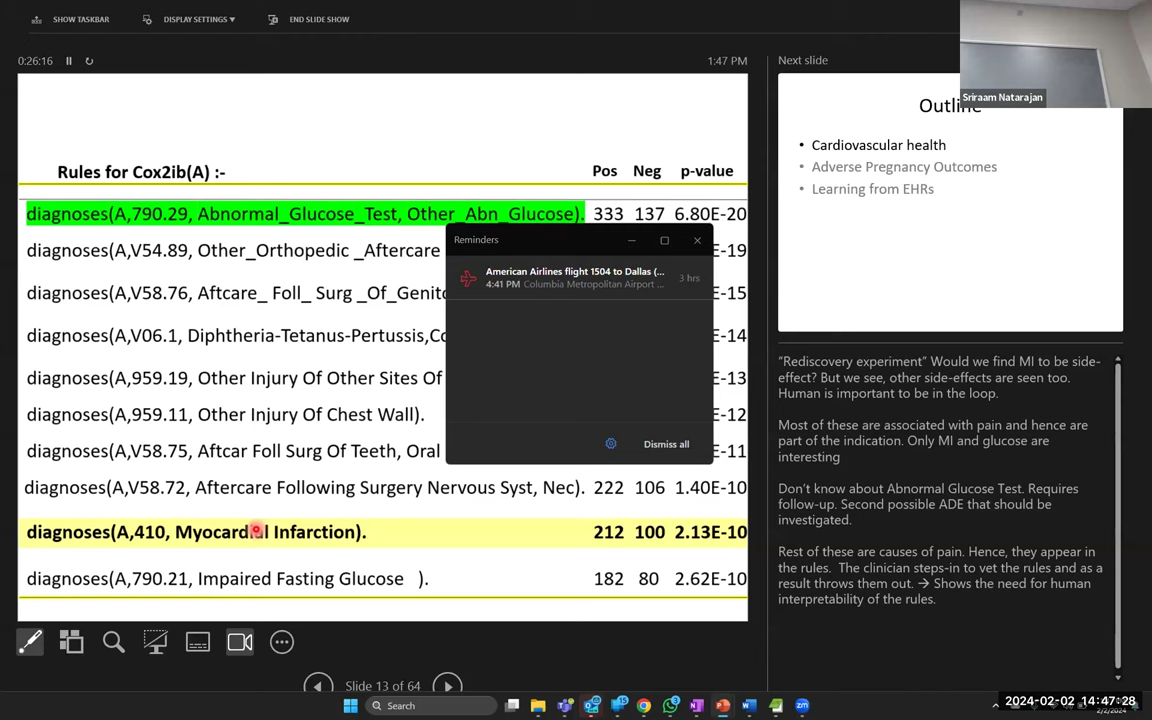 SHOW TASKBAR
DISPLAY SETTINGS ▾
END SLIDE SHOW
0:26:16
1:47 PM
Rules for Cox2ib(A) :- Pos Neg p-value
diagnoses(A,790.29, Abnormal_Glucose_Test, Other_Abn_Glucose). 333 137 6.80E-20
diagnoses(A,V54.89, Other_Orthopedic _Aftercare E-19
diagnoses(A,V58.76, Aftcare_ Foll_ Surg _Of_Genito E-15
diagnoses(A,V06.1, Diphtheria-Tetanus-Pertussis,Co E-14
diagnoses(A,959.19, Other Injury Of Other Sites Of E-13
diagnoses(A,959.11, Other Injury Of Chest Wall). E-12
diagnoses(A,V58.75, Aftcar Foll Surg Of Teeth, Oral E-11
diagnoses(A,V58.72, Aftercare Following Surgery Nervous Syst, Nec). 222 106 1.40E-10
diagnoses(A,410, Myocardial Infarction). 212 100 2.13E-10
diagnoses(A,790.21, Impaired Fasting Glucose ). 182 80 2.62E-10
Reminders
American Airlines flight 1504 to Dallas (...
4:41 PM Columbia Metropolitan Airport ...
3 hrs
Dismiss all
Slide 13 of 64
Next slide
Sriraam Natarajan
Outline
• Cardiovascular health
• Adverse Pregnancy Outcomes
• Learning from EHRs
“Rediscovery experiment” Would we find MI to be side-
effect? But we see, other side-effects are seen too.
Human is important to be in the loop.
Most of these are associated with pain and hence are
part of the indication. Only MI and glucose are
interesting
Don’t know about Abnormal Glucose Test. Requires
follow-up. Second possible ADE that should be
investigated.
Rest of these are causes of pain. Hence, they appear in
the rules. The clinician steps-in to vet the rules and as a
result throws them out. → Shows the need for human
interpretability of the rules.
Search
2024-02-02 14:47:28
2/2/2024